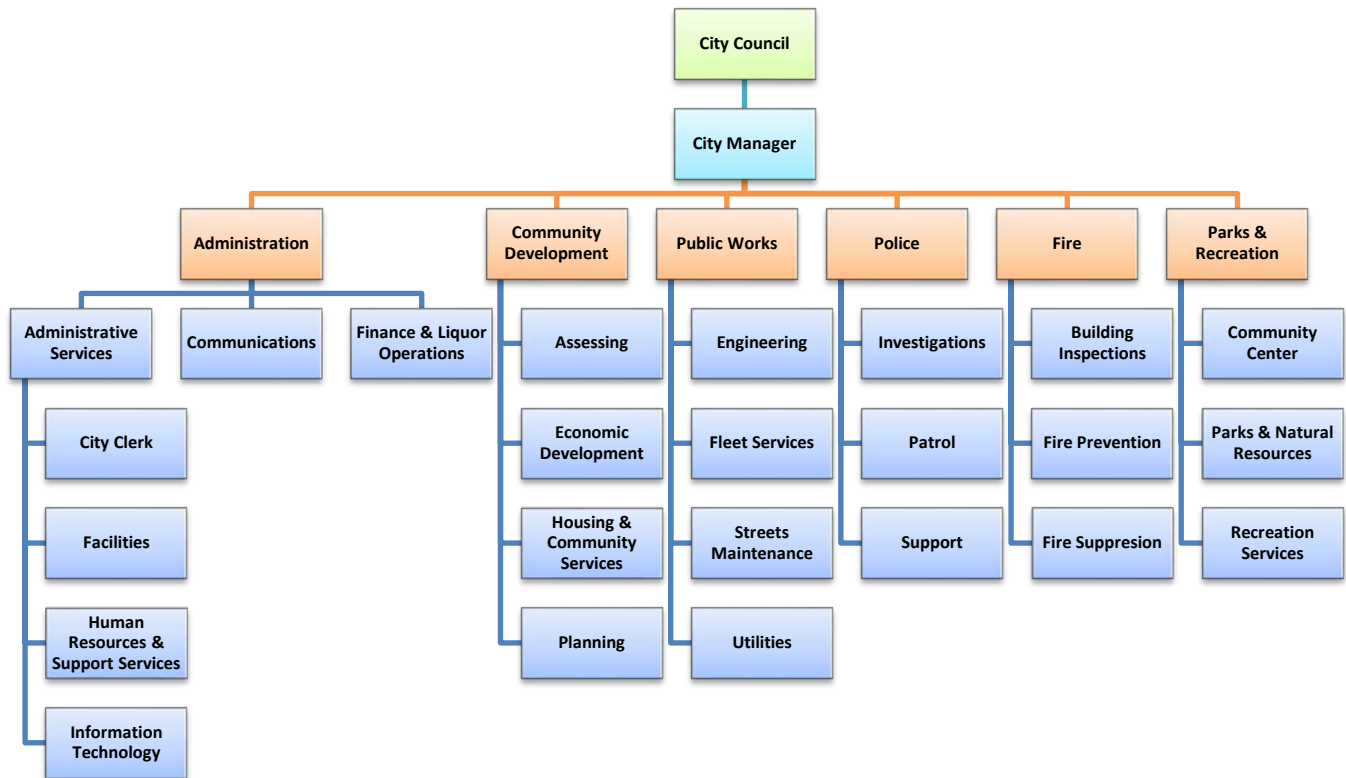 City Council
City Manager
Administration
Community
Development
Public Works
Police
Fire
Parks &
Recreation
Administrative
Services
Communications
Finance & Liquor
Operations
Assessing
Engineering
Investigations
Building
Inspections
Community
Center
City Clerk
Economic
Development
Fleet Services
Patrol
Fire Prevention
Parks & Natural
Resources
Facilities
Housing &
Community
Services
Streets
Maintenance
Support
Fire Suppresion
Recreation
Services
Human
Resources &
Support Services
Planning
Utilities
Information
Technology